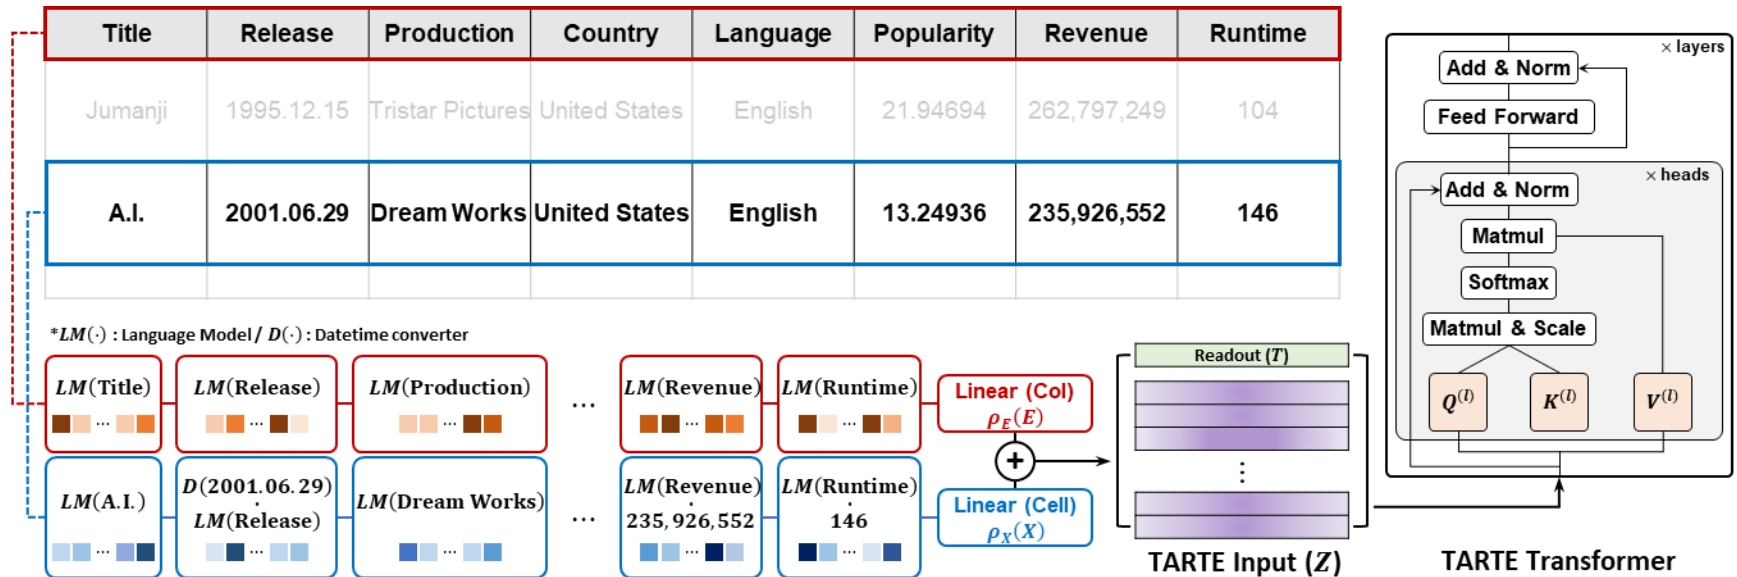 Title Release Production Country Language Popularity Revenue Runtime
Jumanji 1995.12.15 Tristar Pictures United States English 21.94694 262,797,249 104
A.I. 2001.06.29 Dream Works United States English 13.24936 235,926,552 146
*LM(·) : Language Model / D(·) : Datetime converter
LM(Title) LM(Release) LM(Production) ... LM(Revenue) LM(Runtime)
... ... ... ... ...
Linear (Col)
ρE(E)
+
LM(A.I.) D(2001.06.29) · LM(Release) LM(Dream Works) ... LM(Revenue) · 235,926,552 LM(Runtime) · 146
... ... ... ... ...
Linear (Cell)
ρX(X)
Readout (T)
⋮
TARTE Input (Z)
× layers
Add & Norm
Feed Forward
× heads
Add & Norm
Matmul
Softmax
Matmul & Scale
Q(l) K(l) V(l)
TARTE Transformer